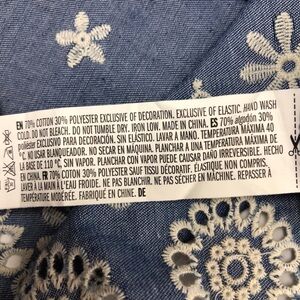 EN 70% COTTON 30% POLYESTER EXCLUSIVE OF DECORATION. EXCLUSIVE OF ELASTIC. HAND WASH
COLD. DO NOT BLEACH. DO NOT TUMBLE DRY. IRON LOW. MADE IN CHINA. ES 70% algodón 30%
poliéster EXCLUSIVO PARA DECORACIÓN. SIN ELÁSTICO. LAVAR A MANO. TEMPERATURA MÁXIMA 40
°C. NO USAR BLANQUEADOR. NO SECAR EN MÁQUINA. PLANCHAR A UNA TEMPERATURA MÁXIMA DE
LA BASE DE 110 °C, SIN VAPOR. PLANCHAR CON VAPOR PUEDE CAUSAR DAÑO IRREVERSIBLE. HECHO
EN CHINA. FR 70% COTON 30% POLYESTER SAUF TISSU DÉCORATIF. ÉLASTIQUE NON COMPRIS.
LAVER À LA MAIN À L'EAU FROIDE. NE PAS BLANCHIR. NE PAS SÉCHER EN MACHINE. REPASSER À
TEMPÉRATURE MODÉRÉE. FABRIQUÉ EN CHINE. DE